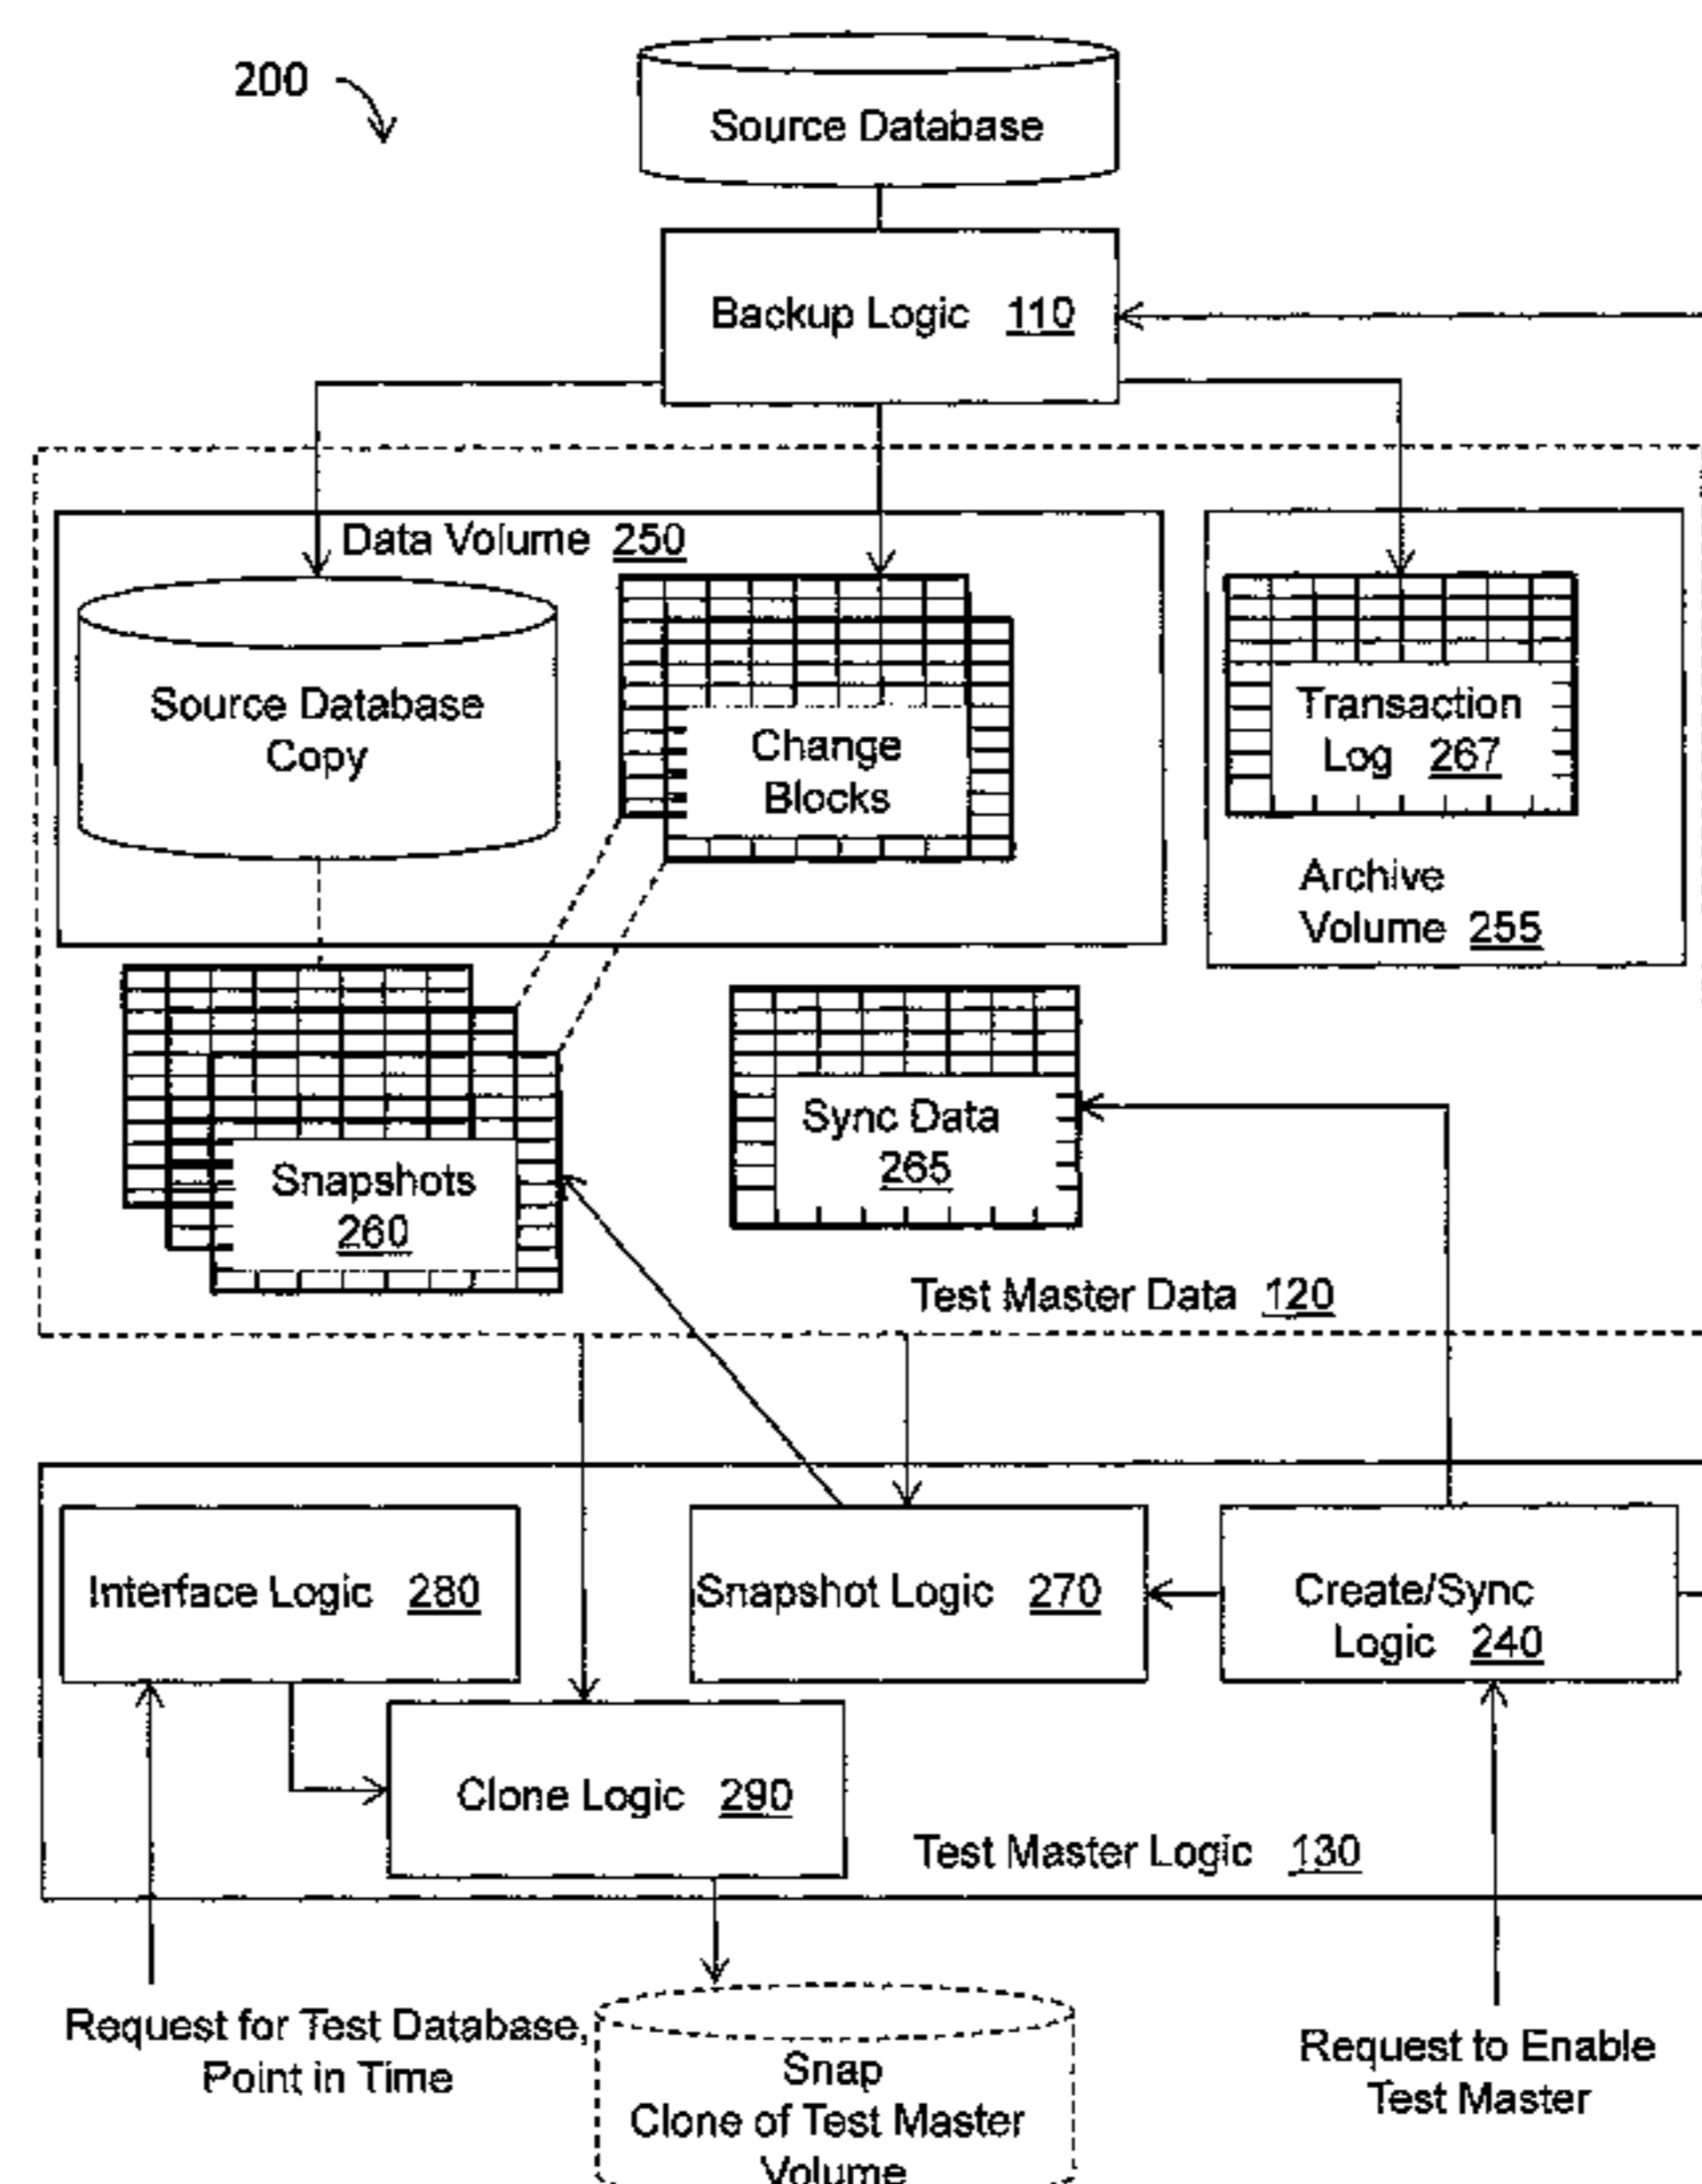 200
Source Database
Backup Logic 110
Data Volume 250
Source Database
Copy
Change
Blocks
Transaction
Log 267
Archive
Volume 255
Snapshots
260
Sync Data
265
Test Master Data 120
Interface Logic 280
Snapshot Logic 270
Create/Sync
Logic 240
Clone Logic 290
Test Master Logic 130
Request for Test Database,
Point in Time
Snap
Clone of Test Master
Volume
Request to Enable
Test Master